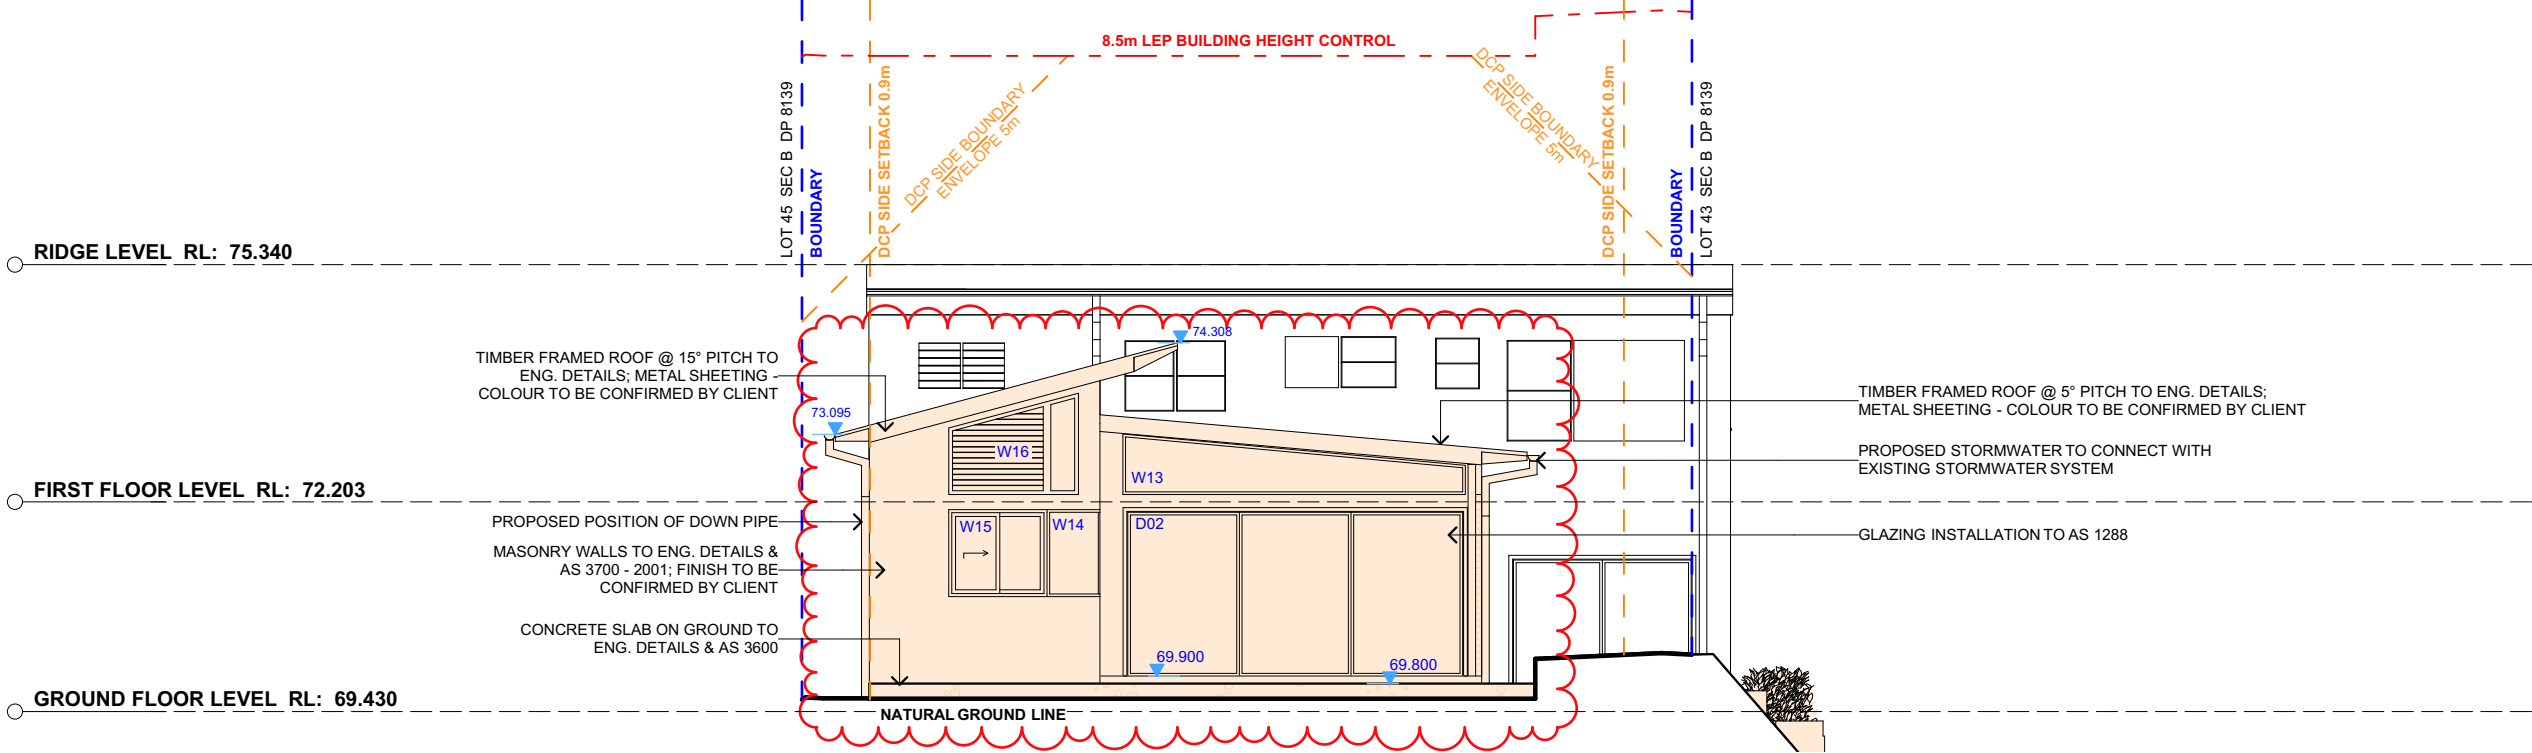 8.5m LEP BUILDING HEIGHT CONTROL
LOT 45 SEC B DP 8139
BOUNDARY
DCP SIDE SETBACK 0.9m
DCP SIDE BOUNDARY
ENVELOPE 5m
DCP SIDE BOUNDARY
ENVELOPE 5m
DCP SIDE SETBACK 0.9m
BOUNDARY
LOT 43 SEC B DP 8139
RIDGE LEVEL RL: 75.340
74.308
TIMBER FRAMED ROOF @ 15° PITCH TO
ENG. DETAILS; METAL SHEETING -
COLOUR TO BE CONFIRMED BY CLIENT
73.095
TIMBER FRAMED ROOF @ 5° PITCH TO ENG. DETAILS;
METAL SHEETING - COLOUR TO BE CONFIRMED BY CLIENT
PROPOSED STORMWATER TO CONNECT WITH
EXISTING STORMWATER SYSTEM
W16
W13
FIRST FLOOR LEVEL RL: 72.203
PROPOSED POSITION OF DOWN PIPE
W15
W14
D02
GLAZING INSTALLATION TO AS 1288
MASONRY WALLS TO ENG. DETAILS &
AS 3700 - 2001; FINISH TO BE
CONFIRMED BY CLIENT
CONCRETE SLAB ON GROUND TO
ENG. DETAILS & AS 3600
69.900
69.800
GROUND FLOOR LEVEL RL: 69.430
NATURAL GROUND LINE